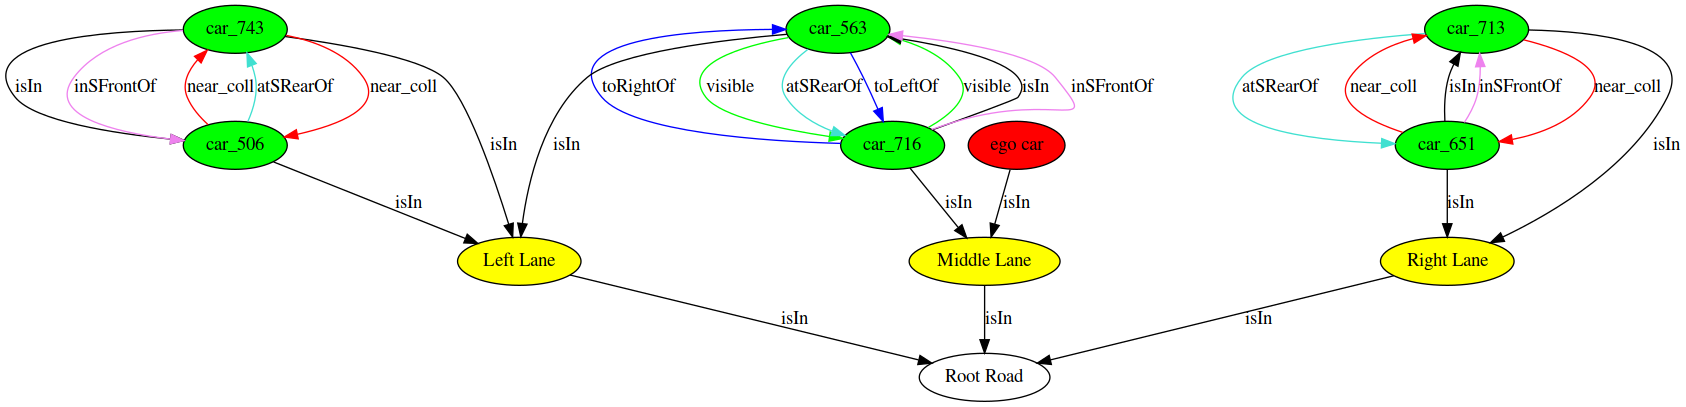 car_743 car_563 car_713
isIn inSFrontOf near_coll atSRearOf near_coll toRightOf visible atSRearOf toLeftOf visible isIn inSFrontOf atSRearOf near_coll isIn inSFrontOf near_coll
car_506 car_716 ego car car_651
isIn isIn isIn
isIn isIn isIn isIn
Left Lane Middle Lane Right Lane
isIn isIn isIn
Root Road